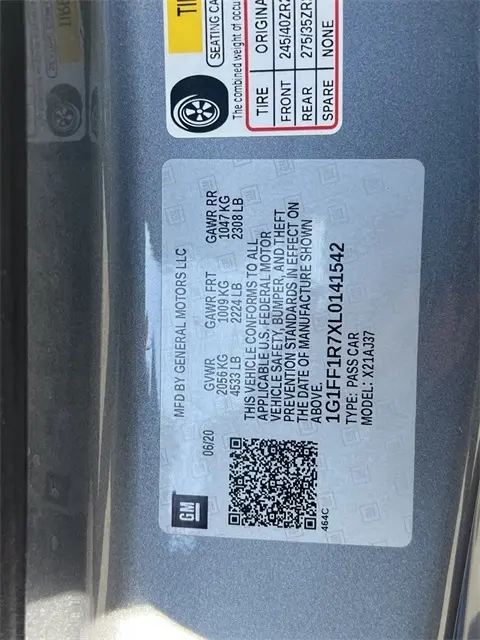 TI
SEATING CA
The combined weight of occu
TIRE ORIGINA
FRONT 245/40ZR2
REAR 275/35ZR
SPARE NONE
MFD BY GENERAL MOTORS LLC
06/20 GVWR GAWR FRT GAWR RR
2056 KG 1009 KG 1047 KG
4533 LB 2224 LB 2308 LB
THIS VEHICLE CONFORMS TO ALL
APPLICABLE U.S. FEDERAL MOTOR
VEHICLE SAFETY, BUMPER, AND THEFT
PREVENTION STANDARDS IN EFFECT ON
THE DATE OF MANUFACTURE SHOWN
ABOVE.
1G1FF1R7XL0141542
TYPE: PASS CAR
MODEL: X21AJ37
GM
464C